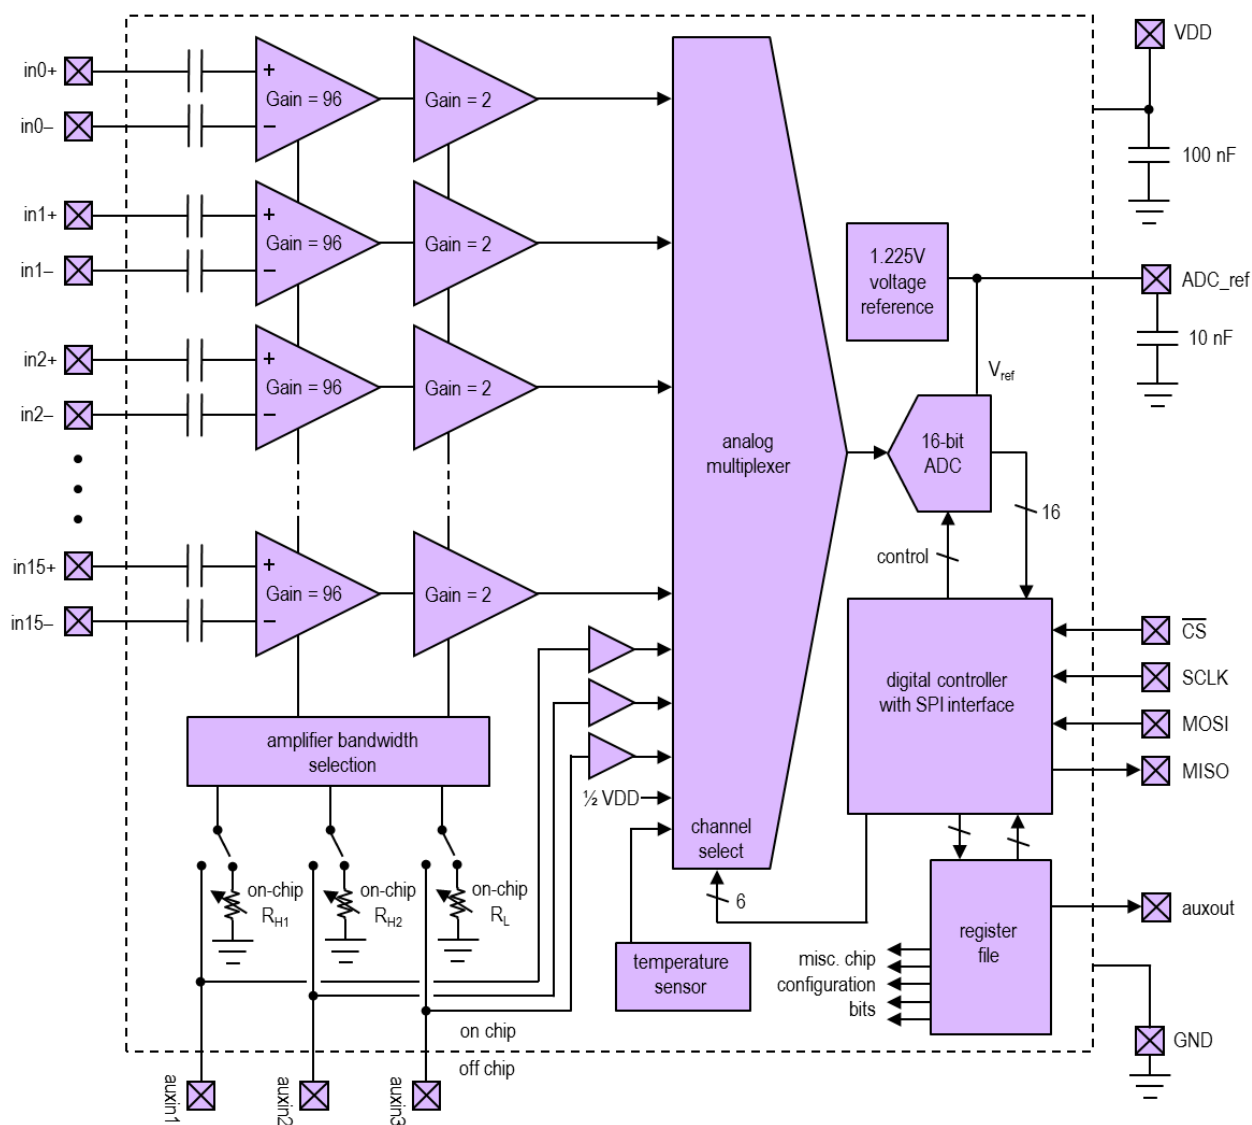 in0+
in0–
+
–
Gain = 96
Gain = 2
in1+
in1–
+
–
Gain = 96
Gain = 2
in2+
in2–
+
–
Gain = 96
Gain = 2
in15+
in15–
+
–
Gain = 96
Gain = 2
amplifier bandwidth
selection
on-chip
RH1
on-chip
RH2
on-chip
RL
auxin1
auxin2
auxin3
on chip
off chip
½ VDD
temperature
sensor
analog
multiplexer
channel
select
6
1.225V
voltage
reference
Vref
16-bit
ADC
16
control
digital controller
with SPI interface
register
file
misc. chip
configuration
bits
VDD
100 nF
ADC_ref
10 nF
CS
SCLK
MOSI
MISO
auxout
GND